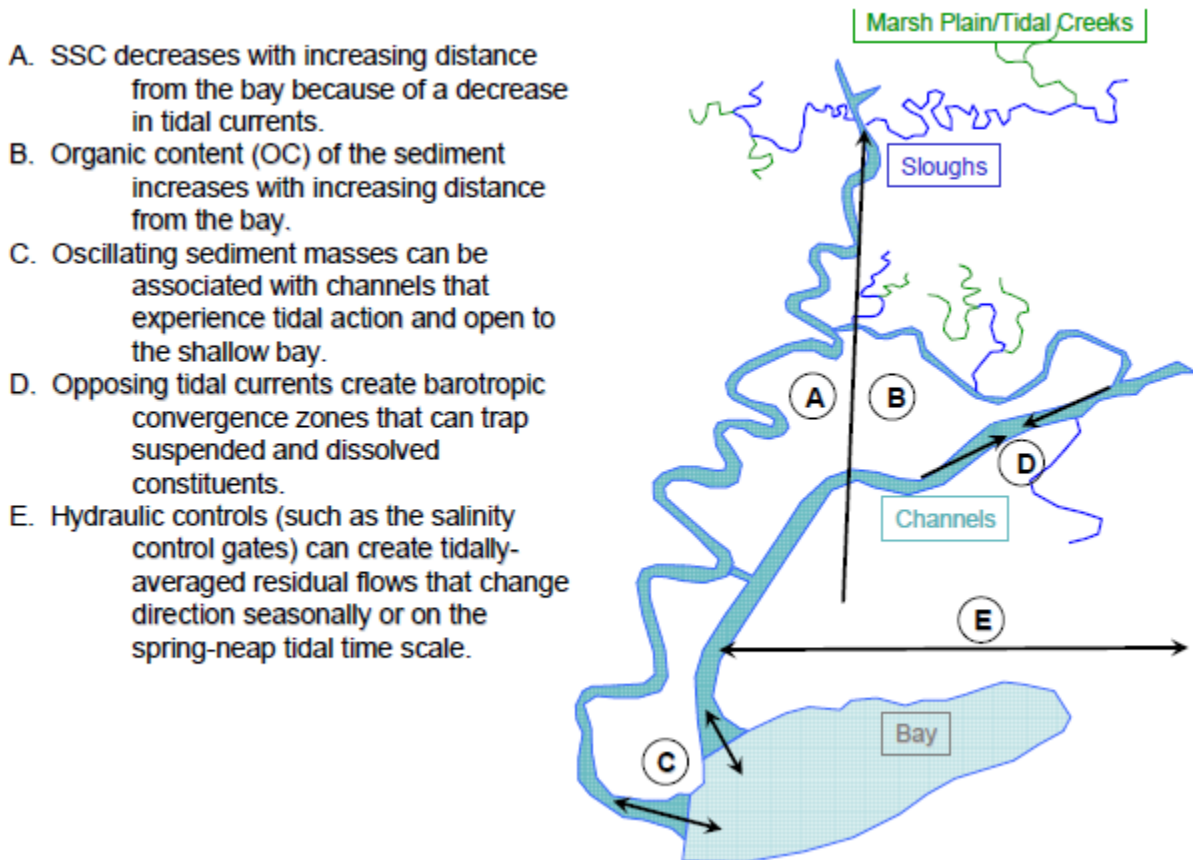 A. SSC decreases with increasing distance
from the bay because of a decrease
in tidal currents.
B. Organic content (OC) of the sediment
increases with increasing distance
from the bay.
C. Oscillating sediment masses can be
associated with channels that
experience tidal action and open to
the shallow bay.
D. Opposing tidal currents create barotropic
convergence zones that can trap
suspended and dissolved
constituents.
E. Hydraulic controls (such as the salinity
control gates) can create tidally-
averaged residual flows that change
direction seasonally or on the
spring-neap tidal time scale.
Marsh Plain/Tidal Creeks
Sloughs
A
B
D
Channels
E
Bay
C